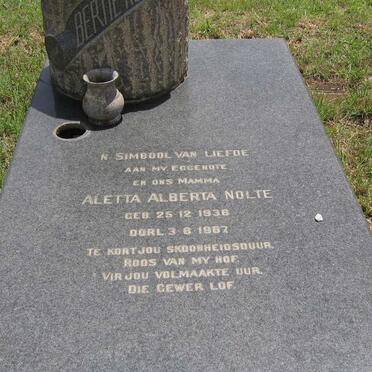 N SIMBOOL VAN LIEFDE
AAN MY EGGENOTE
EN ONS MAMMA
ALETTA ALBERTA NOLTE
GEB 25-12-1936
OORL 3-6-1967
TE KORT JOU SKOONHEIDSDUUR.
ROOS VAN MY HOF.
VIR JOU VOLMAAKTE UUR.
DIE GEWER LOF.